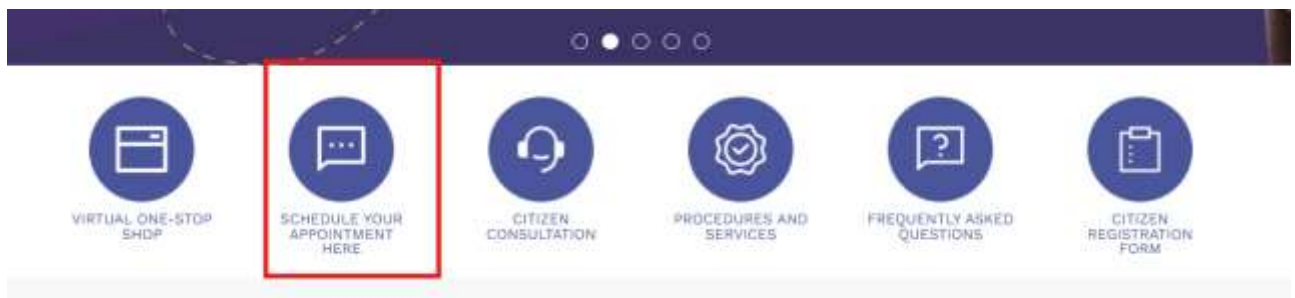 VIRTUAL ONE-STOP
SHOP
SCHEDULE YOUR
APPOINTMENT
HERE
CITIZEN
CONSULTATION
PROCEDURES AND
SERVICES
FREQUENTLY ASKED
QUESTIONS
CITIZEN
REGISTRATION
FORM